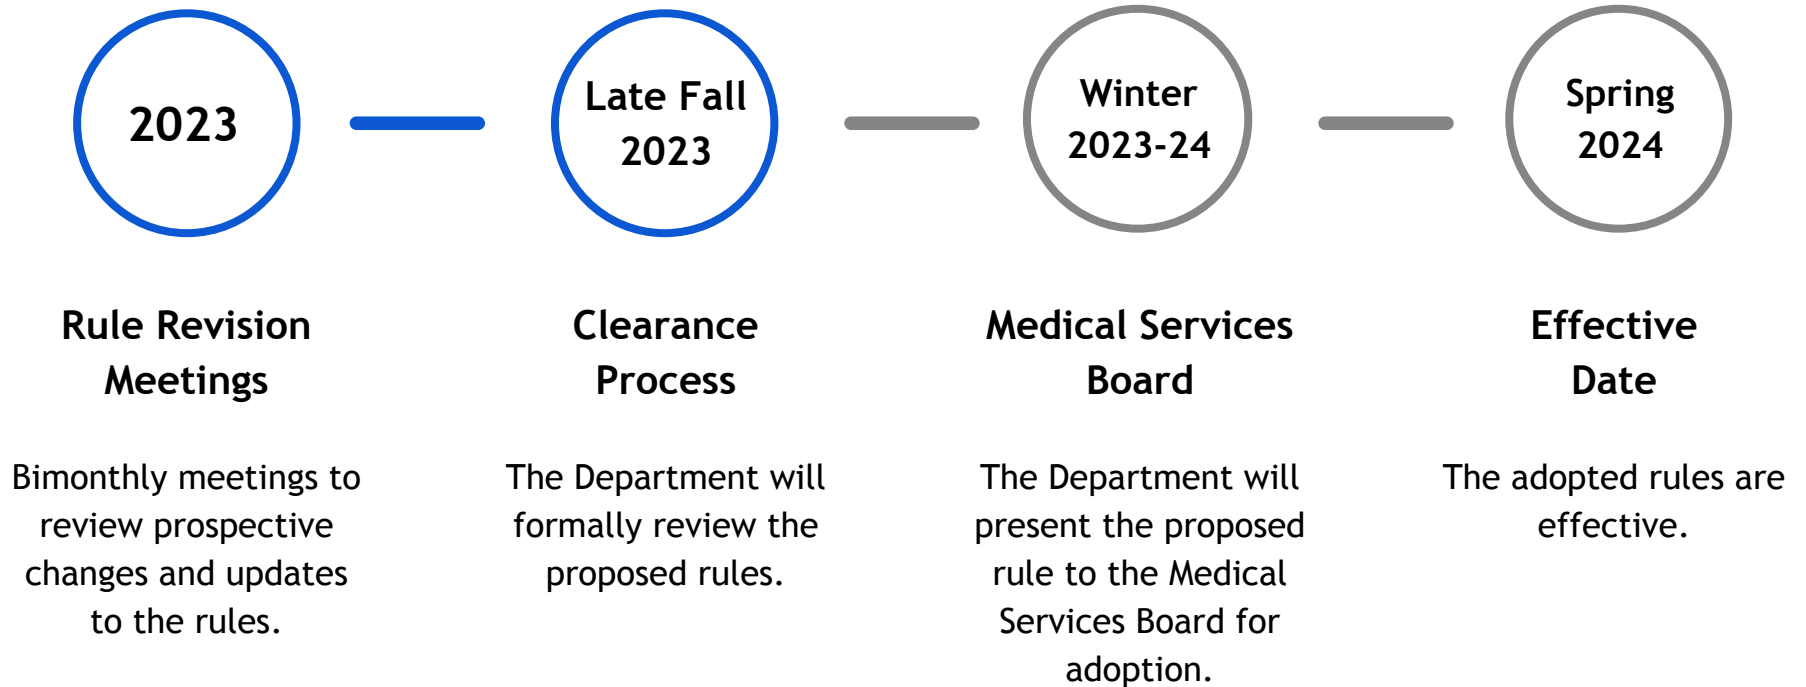 2023
Late Fall
2023
Winter
2023-24
Spring
2024
Rule Revision
Meetings
Clearance
Process
Medical Services
Board
Effective
Date
Bimonthly meetings to
review prospective
changes and updates
to the rules.
The Department will
formally review the
proposed rules.
The Department will
present the proposed
rule to the Medical
Services Board for
adoption.
The adopted rules are
effective.